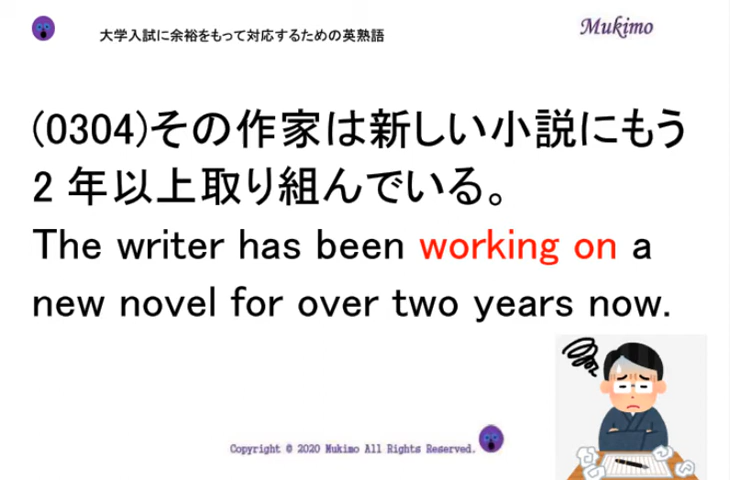 大学入試に余裕をもって対応するための英熟語
Mukimo
(0304)その作家は新しい小説にもう
2 年以上取り組んでいる。
The writer has been working on a
new novel for over two years now.
Copyright © 2020 Mukimo All Rights Reserved.